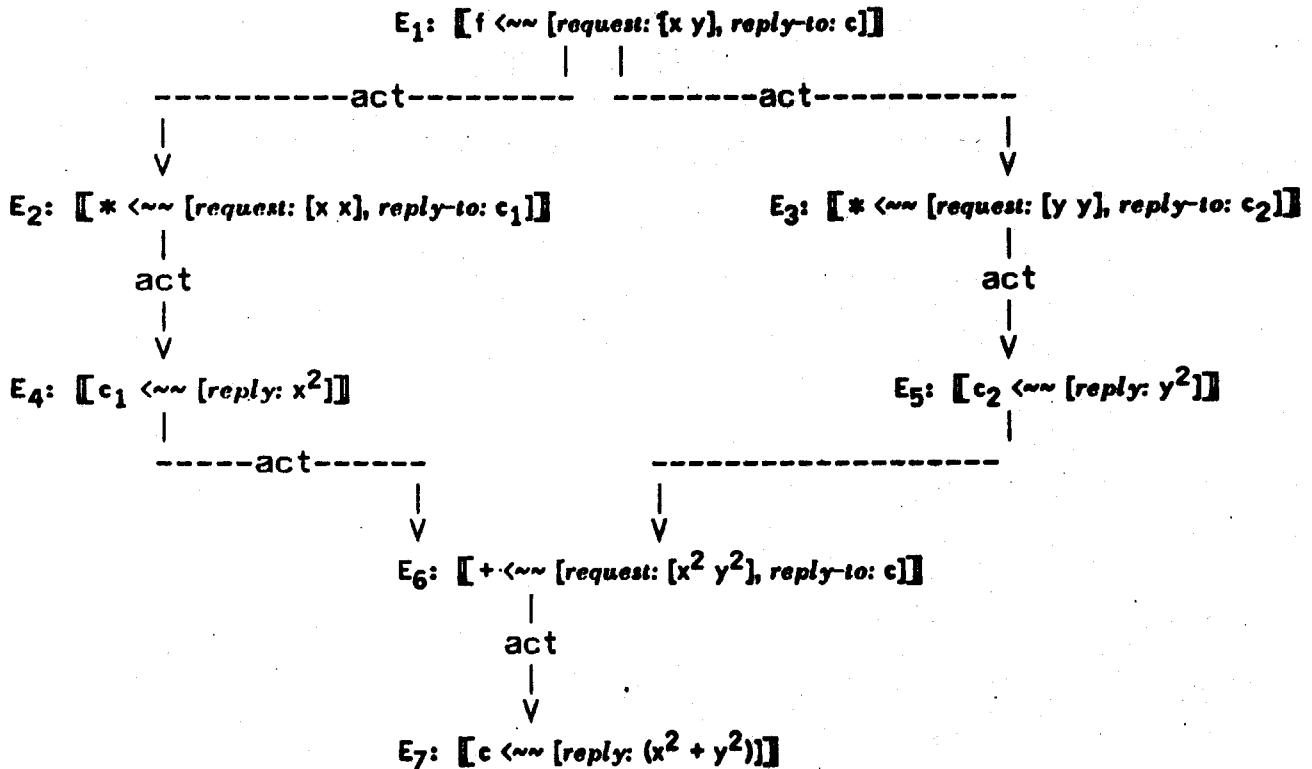 E₁: ⟦f <~~ [request: [x y], reply-to: c]⟧
act act
E₂: ⟦* <~~ [request: [x x], reply-to: c₁]⟧ E₃: ⟦* <~~ [request: [y y], reply-to: c₂]⟧
act act
E₄: ⟦c₁ <~~ [reply: x²]⟧ E₅: ⟦c₂ <~~ [reply: y²]⟧
act
E₆: ⟦+ <~~ [request: [x² y²], reply-to: c]⟧
act
E₇: ⟦c <~~ [reply: (x² + y²)]⟧